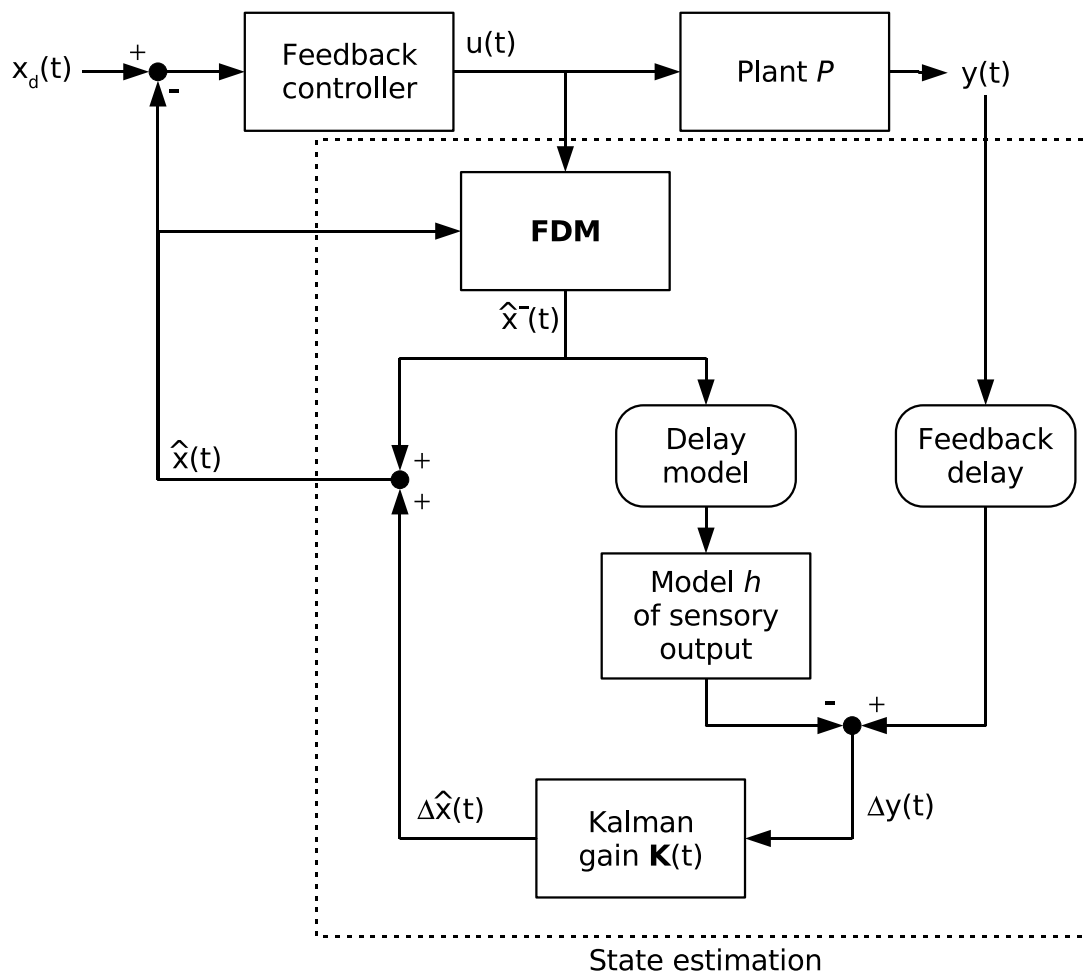 x_d(t)
+
-
Feedback
controller
u(t)
Plant P
y(t)
FDM
x̂⁻(t)
x̂(t)
+
+
Delay
model
Feedback
delay
Model h
of sensory
output
-
+
Δx̂(t)
Kalman
gain K(t)
Δy(t)
State estimation